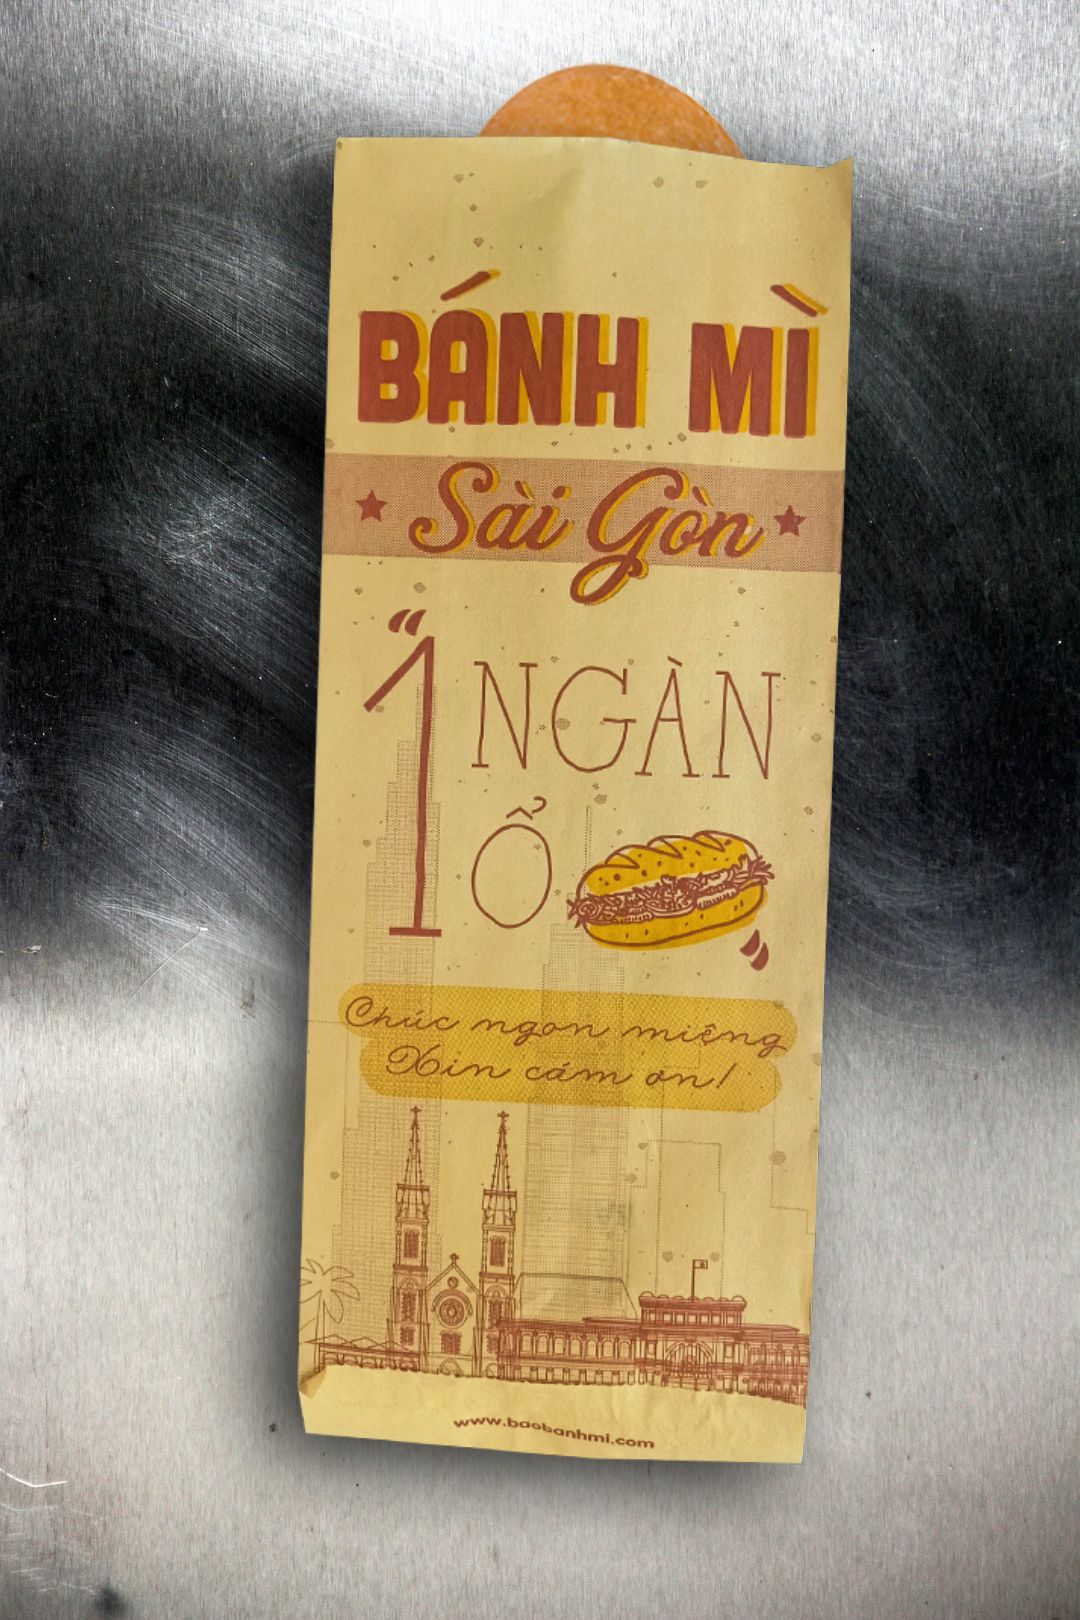 BÁNH MÌ
Sài Gòn
1 NGÀN
Ổ
Chúc ngon miệng
Xin cám ơn!
www.baobanhmi.com